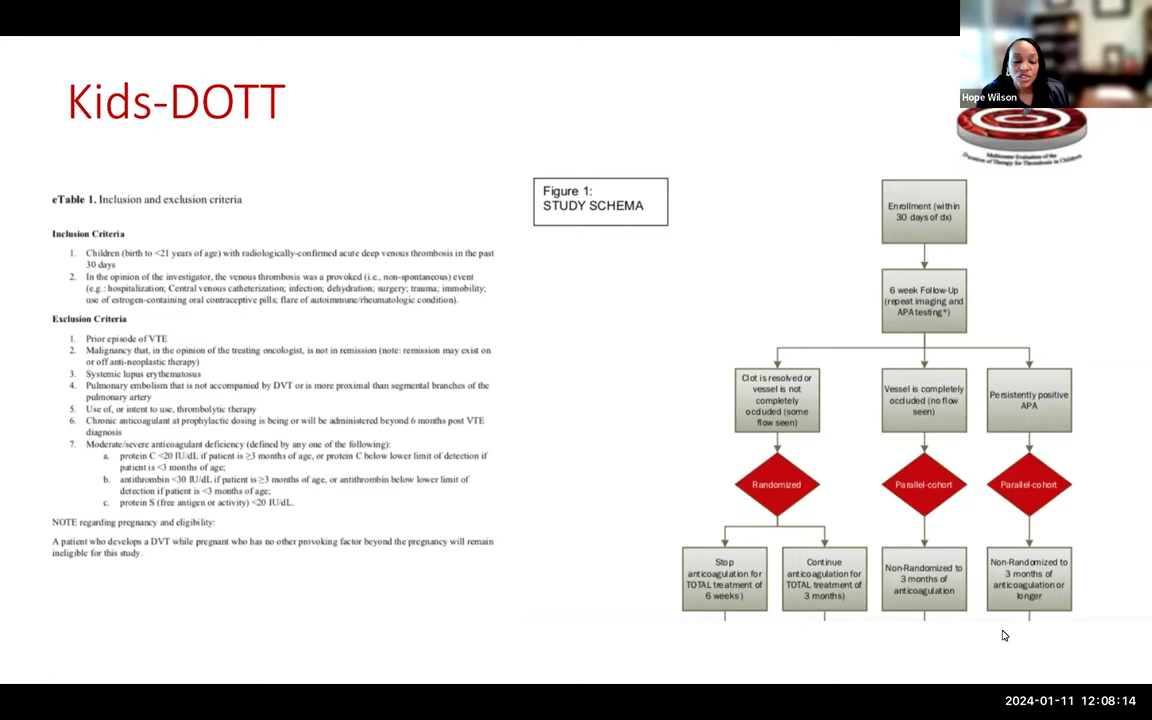 Kids-DOTT
Hope Wilson
Multicenter Evaluation of the
Duration of Therapy for Thrombosis in Children
eTable 1. Inclusion and exclusion criteria
Inclusion Criteria
1. Children (birth to <21 years of age) with radiologically-confirmed acute deep venous thrombosis in the past
30 days
2. In the opinion of the investigator, the venous thrombosis was a provoked (i.e., non-spontaneous) event
(e.g.: hospitalization; Central venous catheterization; infection; dehydration; surgery; trauma; immobility;
use of estrogen-containing oral contraceptive pills; flare of autoimmune/rheumatologic condition).
Exclusion Criteria
1. Prior episode of VTE
2. Malignancy that, in the opinion of the treating oncologist, is not in remission (note: remission may exist on
or off anti-neoplastic therapy)
3. Systemic lupus erythematosus
4. Pulmonary embolism that is not accompanied by DVT or is more proximal than segmental branches of the
pulmonary artery
5. Use of, or intent to use, thrombolytic therapy
6. Chronic anticoagulant at prophylactic dosing is being or will be administered beyond 6 months post VTE
diagnosis
7. Moderate/severe anticoagulant deficiency (defined by any one of the following):
a. protein C <20 IU/dL if patient is ≥3 months of age, or protein C below lower limit of detection if
patient is <3 months of age;
b. antithrombin <30 IU/dL if patient is ≥3 months of age, or antithrombin below lower limit of
detection if patient is <3 months of age;
c. protein S (free antigen or activity) <20 IU/dL.
NOTE regarding pregnancy and eligibility:
A patient who develops a DVT while pregnant who has no other provoking factor beyond the pregnancy will remain
ineligible for this study.
Figure 1:
STUDY SCHEMA
Enrollment (within
30 days of dx)
6 week Follow-Up
(repeat imaging and
APA testing*)
Clot is resolved or
vessel is not
completely
occluded (some
flow seen)
Vessel is completely
occluded (no flow
seen)
Persistently positive
APA
Randomized
Parallel-cohort
Parallel-cohort
Stop
anticoagulation for
TOTAL treatment of
6 weeks)
Continue
anticoagulation for
TOTAL treatment of
3 months)
Non-Randomized to
3 months of
anticoagulation
Non-Randomized to
3 months of
anticoagulation or
longer
2024-01-11 12:08:14